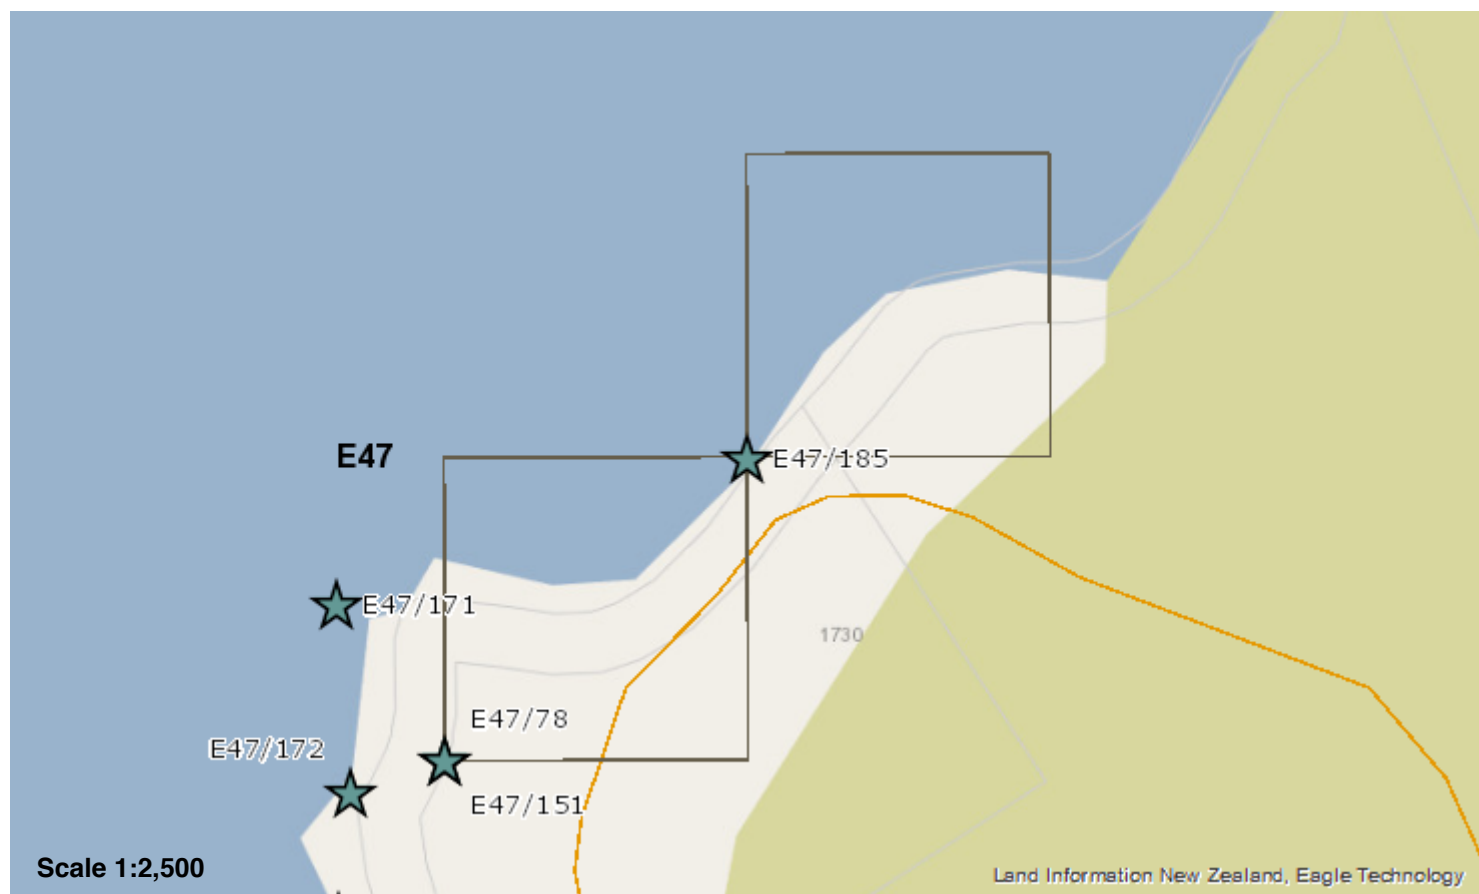 E47
E47/185
E47/171
1730
E47/78
E47/172
E47/151
Scale 1:2,500
Land Information New Zealand, Eagle Technology